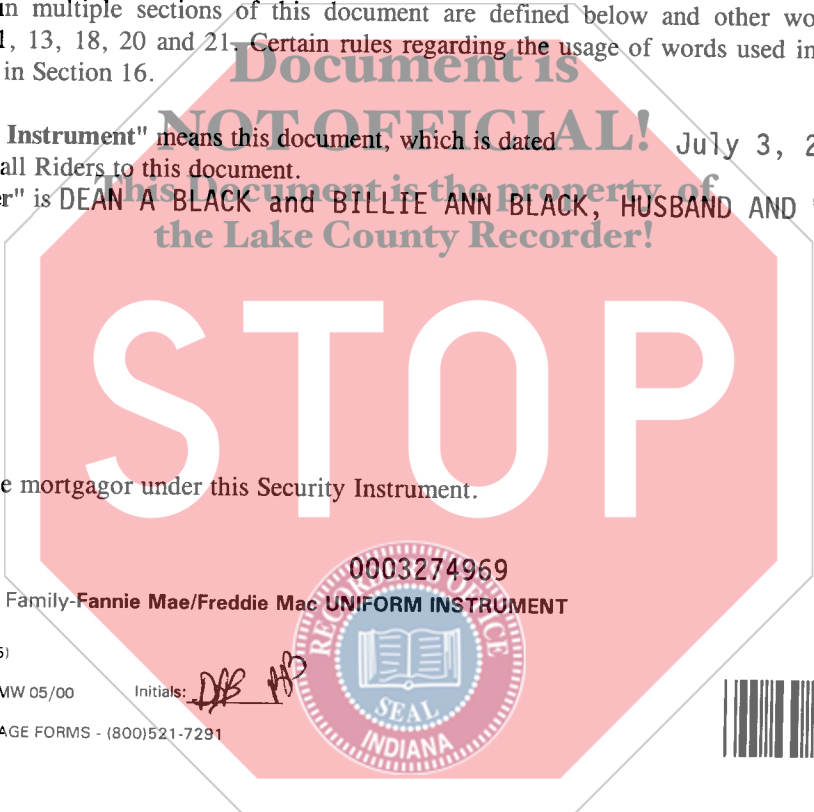 in multiple sections of this document are defined below and other wo
1, 13, 18, 20 and 21. Certain rules regarding the usage of words used in
in Section 16.
Document is
NOT OFFICIAL!
Instrument" means this document, which is dated July 3, 2
all Riders to this document.
This Document is the property of
r" is DEAN A BLACK and BILLIE ANN BLACK, HUSBAND AND
the Lake County Recorder!
STOP
e mortgagor under this Security Instrument.
0003274969
Family-Fannie Mae/Freddie Mac UNIFORM INSTRUMENT
RECORDER'S OFFICE
SEAL
INDIANA
MW 05/00 Initials: DAB BAB
AGE FORMS - (800)521-7291